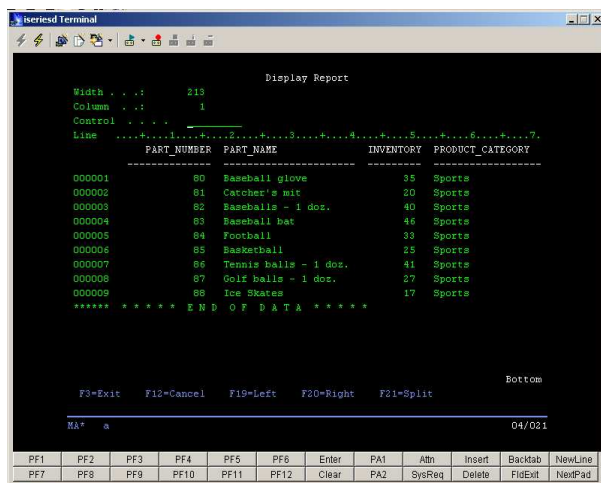 iseriesd Terminal
Display Report
Width . . .: 213
Column . .: 1
Control . . . .
Line ....+....1....+....2....+....3....+....4....+....5....+....6....+....7.
PART_NUMBER PART_NAME INVENTORY PRODUCT_CATEGORY
-------------- --------------------- ----------- -----------------
000001 80 Baseball glove 35 Sports
000002 81 Catcher's mit 20 Sports
000003 82 Baseballs - 1 doz. 40 Sports
000004 83 Baseball bat 46 Sports
000005 84 Football 33 Sports
000006 85 Basketball 25 Sports
000007 86 Tennis balls - 1 doz. 41 Sports
000008 87 Golf balls - 1 doz. 27 Sports
000009 88 Ice Skates 17 Sports
****** * * * * * E N D O F D A T A * * * * *
Bottom
F3=Exit F12=Cancel F19=Left F20=Right F21=Split
MA* a 04/021
PF1 PF2 PF3 PF4 PF5 PF6 Enter PA1 Attn Insert Backtab NewLine
PF7 PF8 PF9 PF10 PF11 PF12 Clear PA2 SysReq Delete FldExit NextPad